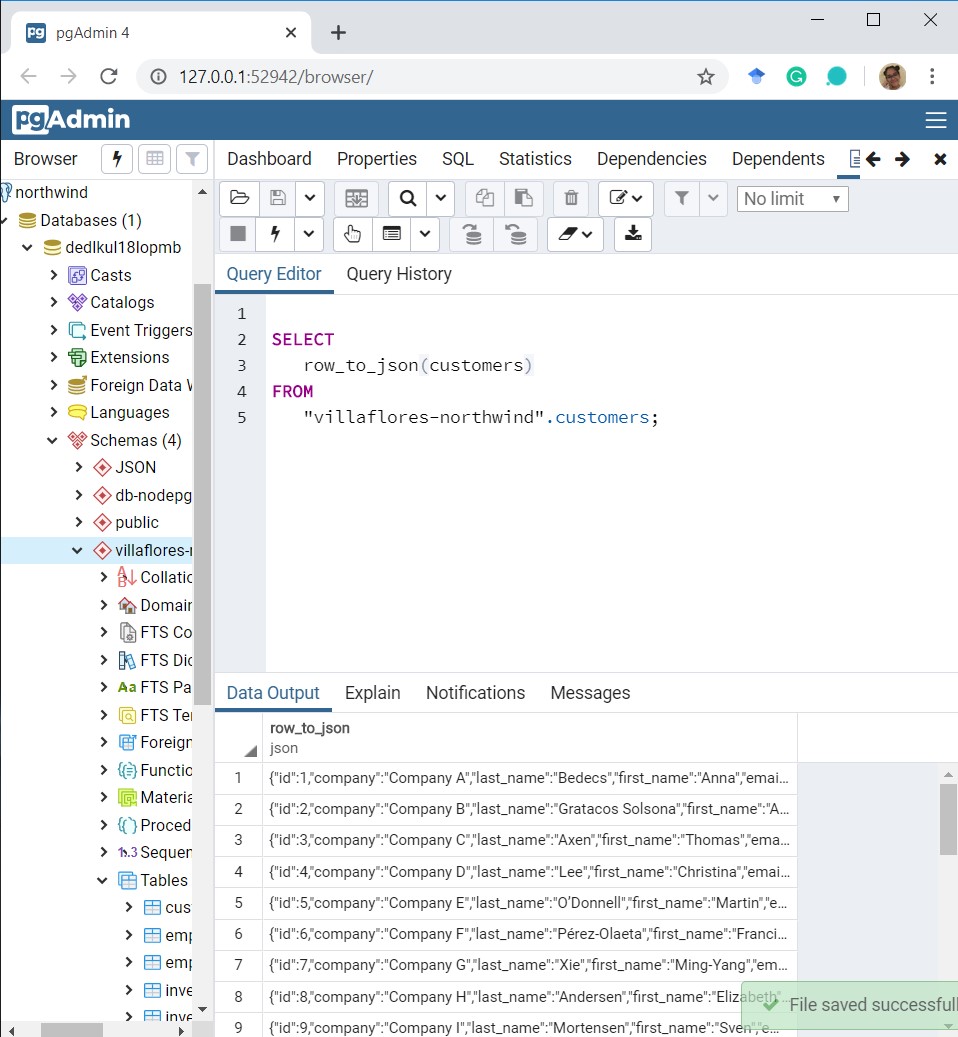 pgAdmin 4
127.0.0.1:52942/browser/
pgAdmin
Browser
Dashboard Properties SQL Statistics Dependencies Dependents
northwind
Databases (1)
dedlkul18lopmb
Casts
Catalogs
Event Triggers
Extensions
Foreign Data W
Languages
Schemas (4)
JSON
db-nodepg
public
villaflores-n
Collatio
Domain
FTS Co
FTS Dic
Aa FTS Pa
FTS Te
Foreign
Functio
Materia
Proced
1..3 Sequen
Tables
cus
emp
emp
inve
inve
No limit
Query Editor Query History
1
2 SELECT
3 row_to_json(customers)
4 FROM
5 "villaflores-northwind".customers;
Data Output Explain Notifications Messages
row_to_json
json
1 {"id":1,"company":"Company A","last_name":"Bedecs","first_name":"Anna","emai...
2 {"id":2,"company":"Company B","last_name":"Gratacos Solsona","first_name":"A...
3 {"id":3,"company":"Company C","last_name":"Axen","first_name":"Thomas","ema...
4 {"id":4,"company":"Company D","last_name":"Lee","first_name":"Christina","emai...
5 {"id":5,"company":"Company E","last_name":"O’Donnell","first_name":"Martin","e...
6 {"id":6,"company":"Company F","last_name":"Pérez-Olaeta","first_name":"Franci...
7 {"id":7,"company":"Company G","last_name":"Xie","first_name":"Ming-Yang","em...
8 {"id":8,"company":"Company H","last_name":"Andersen","first_name":"Elizabeth"...
9 {"id":9,"company":"Company I","last_name":"Mortensen","first_name":"Sven","e...
File saved successfull